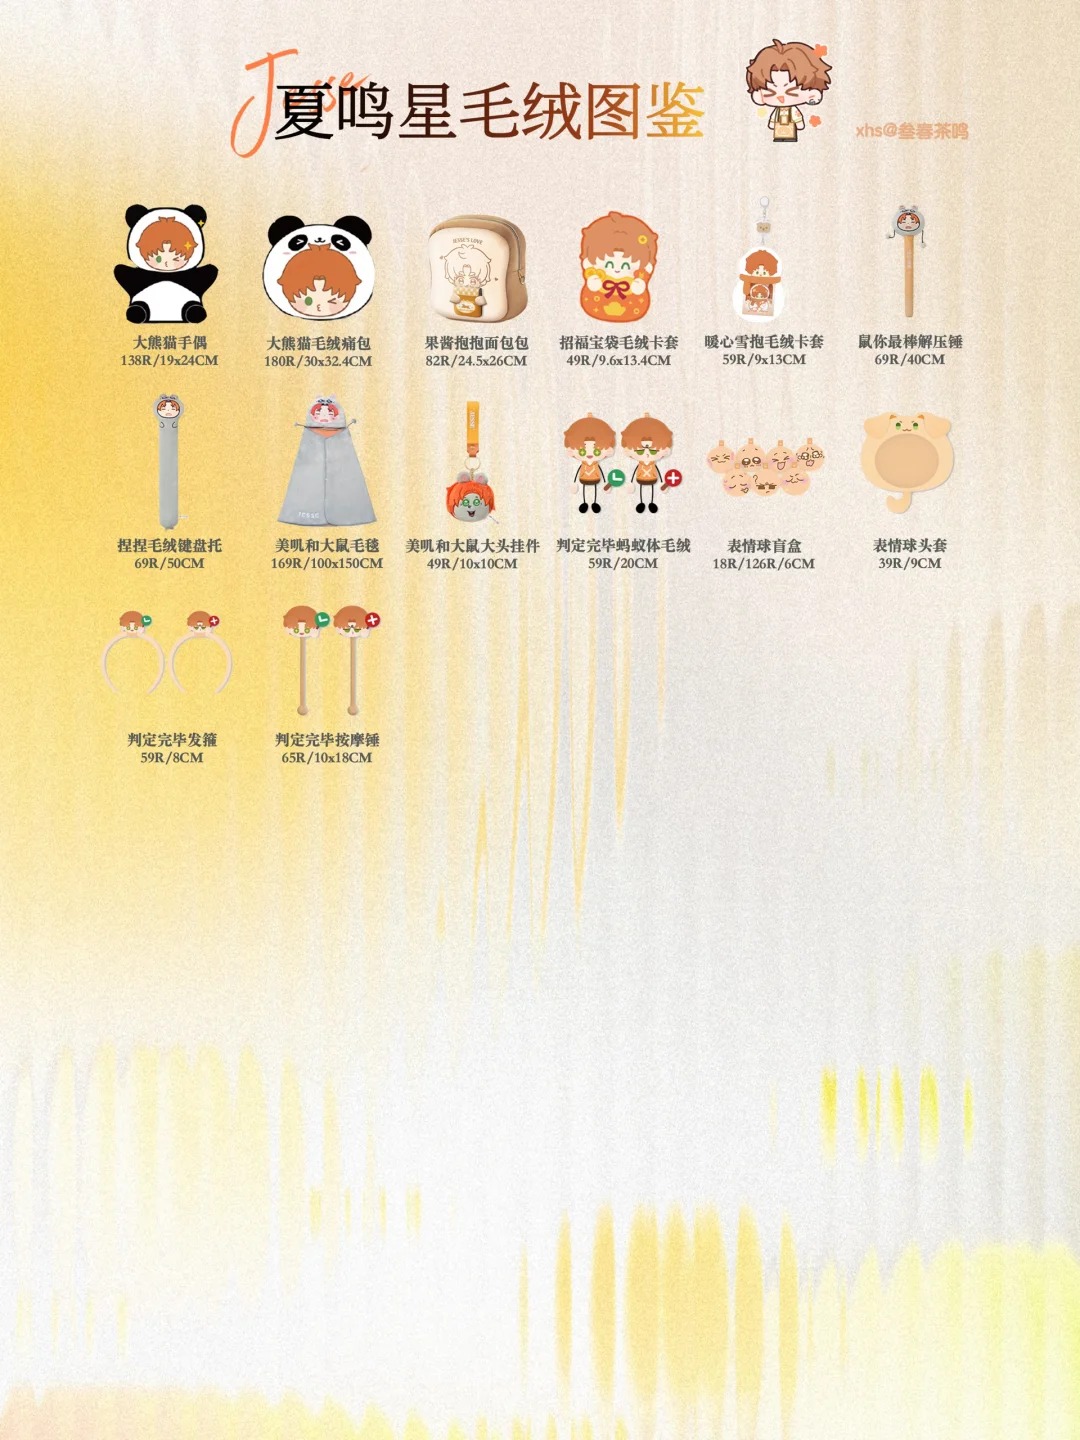 Jesse
夏鸣星毛绒图鉴
xhs@叁春茶鸣
JESSE'S LOVE
大熊猫手偶
138R/19x24CM
大熊猫毛绒痛包
180R/30x32.4CM
果酱抱抱面包包
82R/24.5x26CM
招福宝袋毛绒卡套
49R/9.6x13.4CM
暖心雪抱毛绒卡套
59R/9x13CM
鼠你最棒解压锤
69R/40CM
JESSE
JESSE
捏捏毛绒键盘托
69R/50CM
美叽和大鼠毛毯
169R/100x150CM
美叽和大鼠大头挂件
49R/10x10CM
判定完毕蚂蚁体毛绒
59R/20CM
表情球盲盒
18R/126R/6CM
表情球头套
39R/9CM
判定完毕发箍
59R/8CM
判定完毕按摩锤
65R/10x18CM